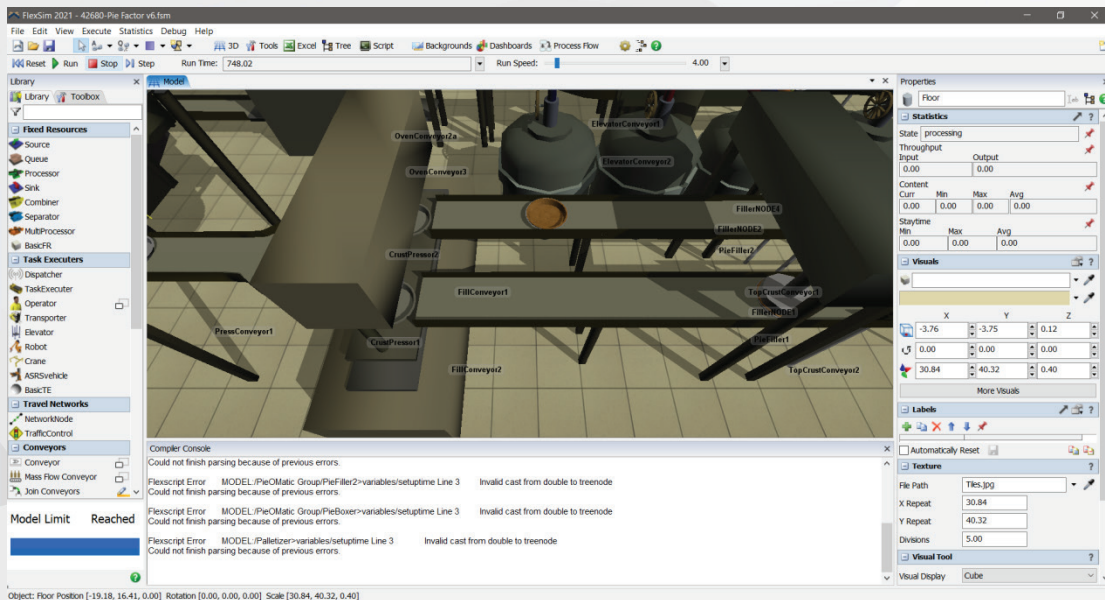 FlexSim 2021 - 42680-Pie Factor v6.fsm
File Edit View Execute Statistics Debug Help
3D Tools Excel Tree Script Backgrounds Dashboards Process Flow
Reset Run Stop Step Run Time: 748.02 Run Speed: 4.00
Library
Library Toolbox
Fixed Resources
Source
Queue
Processor
Sink
Combiner
Separator
MultiProcessor
BasicFR
Task Executers
Dispatcher
TaskExecuter
Operator
Transporter
Elevator
Robot
Crane
ASRSvehicle
BasicTE
Travel Networks
NetworkNode
TrafficControl
Conveyors
Conveyor
Mass Flow Conveyor
Join Conveyors
Model Limit Reached
Model
ElevatorConveyor1
OvenConveyor2a
ElevatorConveyor2
OvenConveyor3
FillerNODE4
FillerNODE2
CrustPressor2
PieFiller2
FillConveyor1
TopCrustConveyor1
FillerNODE1
PressConveyor1
CrustPressor1
PieFiller1
FillConveyor2
TopCrustConveyor2
Compiler Console
Could not finish parsing because of previous errors.
Flexscript Error MODEL:/PieOMatic Group/PieFiller2>variables/setuptime Line 3 Invalid cast from double to treenode
Could not finish parsing because of previous errors.
Flexscript Error MODEL:/PieOMatic Group/PieBoxer>variables/setuptime Line 3 Invalid cast from double to treenode
Could not finish parsing because of previous errors.
Flexscript Error MODEL:/Palletizer>variables/setuptime Line 3 Invalid cast from double to treenode
Could not finish parsing because of previous errors.
Properties
Floor
Statistics
State processing
Throughput
Input Output
0.00 0.00
Content
Curr Min Max Avg
0.00 0.00 0.00 0.00
Staytime
Min Max Avg
0.00 0.00 0.00
Visuals
X Y Z
-3.76 -3.75 0.12
0.00 0.00 0.00
30.84 40.32 0.40
More Visuals
Labels
Automatically Reset
Texture
File Path Tiles.jpg
X Repeat 30.84
Y Repeat 40.32
Divisions 5.00
Visual Tool
Visual Display Cube
Object: Floor Position [-19.18, 16.41, 0.00] Rotation [0.00, 0.00, 0.00] Scale [30.84, 40.32, 0.40]